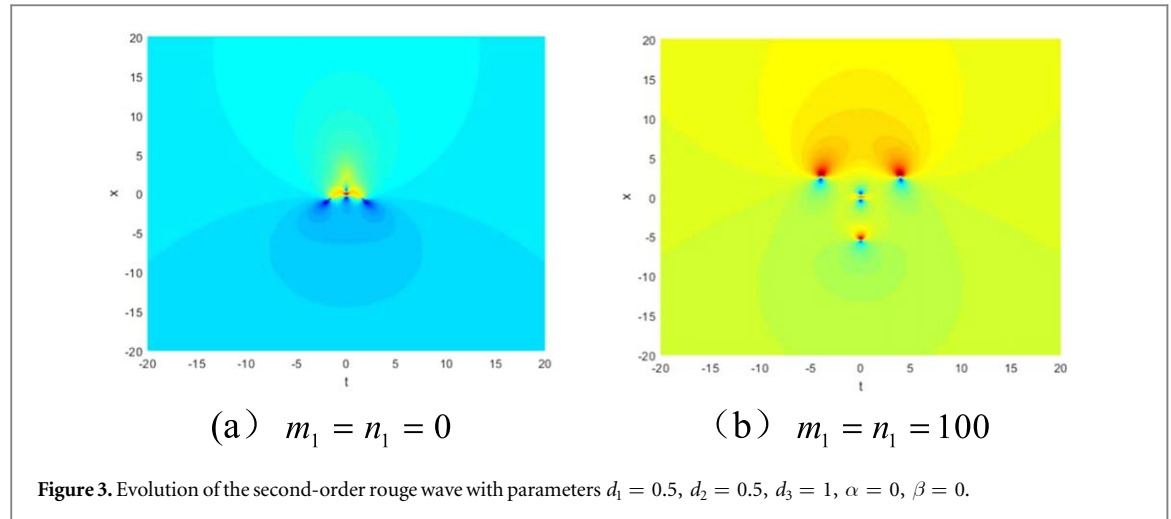 20
15
10
5
0
-5
-10
-15
-20
x
-20 -15 -10 -5 0 5 10 15 20
t
20
15
10
5
0
-5
-10
-15
-20
x
-20 -15 -10 -5 0 5 10 15 20
t
(a) m₁ = n₁ = 0
(b) m₁ = n₁ = 100
Figure 3. Evolution of the second-order rouge wave with parameters d₁ = 0.5, d₂ = 0.5, d₃ = 1, α = 0, β = 0.